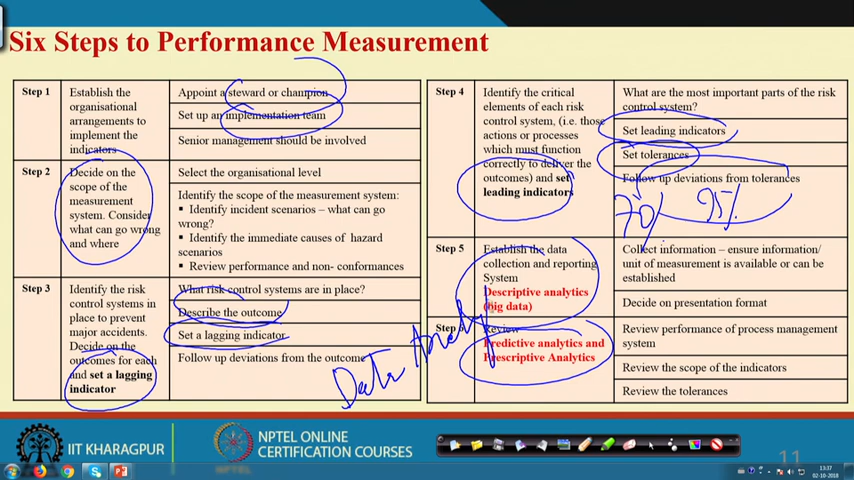 Six Steps to Performance Measurement
Step 1
Establish the
organisational
arrangements to
implement the
indicators
Appoint a steward or champion
Set up an implementation team
Senior management should be involved
Step 2
Decide on the
scope of the
measurement
system. Consider
what can go wrong
and where
Select the organisational level
Identify the scope of the measurement system:
▪ Identify incident scenarios – what can go
wrong?
▪ Identify the immediate causes of hazard
scenarios
▪ Review performance and non- conformances
Step 3
Identify the risk
control systems in
place to prevent
major accidents.
Decide on the
outcomes for each
and set a lagging
indicator
What risk control systems are in place?
Describe the outcome
Set a lagging indicator
Follow up deviations from the outcome
Step 4
Identify the critical
elements of each risk
control system, (i.e. those
actions or processes
which must function
correctly to deliver the
outcomes) and set
leading indicators
What are the most important parts of the risk
control system?
Set leading indicators
Set tolerances
Follow up deviations from tolerances
70% 95%
Step 5
Establish the data
collection and reporting
System
Descriptive analytics
(big data)
Collect information – ensure information/
unit of measurement is available or can be
established
Decide on presentation format
Step
Review
Predictive analytics and
Prescriptive Analytics
Review performance of process management
system
Review the scope of the indicators
Review the tolerances
Data
IIT KHARAGPUR
NPTEL ONLINE
CERTIFICATION COURSES
NPTEL
11
13:37
02-10-2018